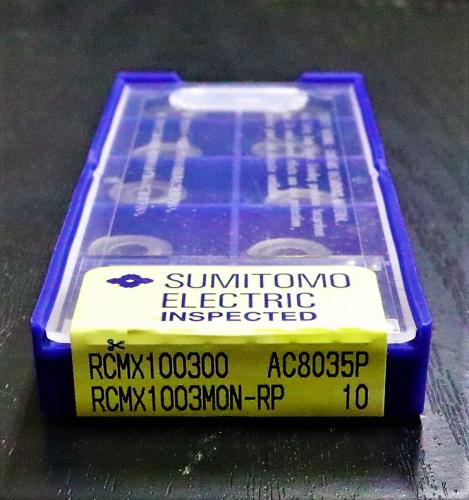 SUMITOMO
ELECTRIC
INSPECTED
RCMX100300 AC8035P
RCMX1003M0N-RP 10